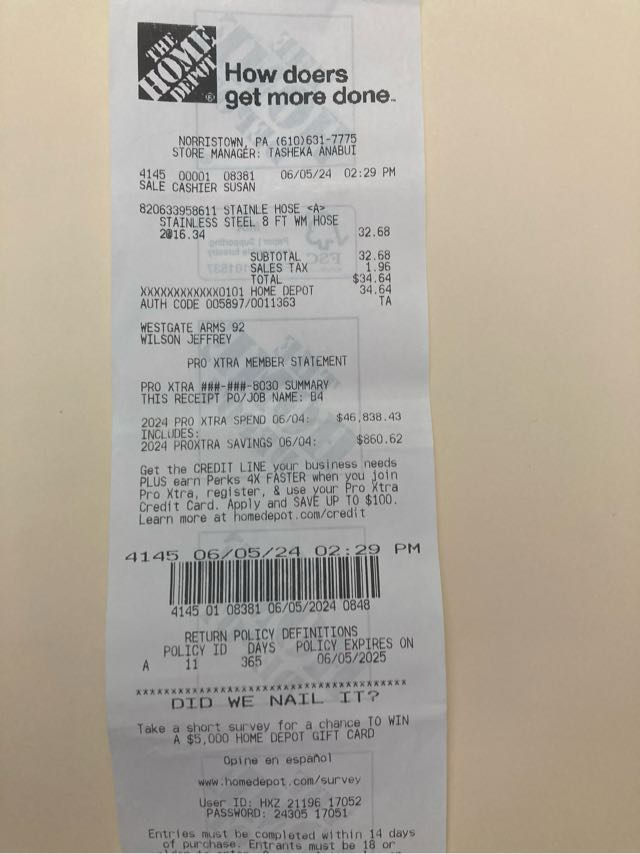 THE
HOME
DEPOT
How doers
get more done™
NORRISTOWN, PA (610)631-7775
STORE MANAGER: TASHEKA ANABUI
4145 00001 08381 06/05/24 02:29 PM
SALE CASHIER SUSAN
820633958611 STAINLE HOSE <A>
STAINLESS STEEL 8 FT WM HOSE
2@16.34 32.68
SUBTOTAL 32.68
SALES TAX 1.96
TOTAL $34.64
XXXXXXXXXXXX0101 HOME DEPOT 34.64
AUTH CODE 005897/0011363 TA
WESTGATE ARMS 92
WILSON JEFFREY
PRO XTRA MEMBER STATEMENT
PRO XTRA ###-###-8030 SUMMARY
THIS RECEIPT PO/JOB NAME: B4
2024 PRO XTRA SPEND 06/04: $46,838.43
INCLUDES:
2024 PROXTRA SAVINGS 06/04: $860.62
Get the CREDIT LINE your business needs
PLUS earn Perks 4X FASTER when you join
Pro Xtra, register, & use your Pro Xtra
Credit Card. Apply and SAVE UP TO $100.
Learn more at homedepot.com/credit
4145 06/05/24 02:29 PM
4145 01 08381 06/05/2024 0848
RETURN POLICY DEFINITIONS
POLICY ID DAYS POLICY EXPIRES ON
A 11 365 06/05/2025
DID WE NAIL IT?
Take a short survey for a chance TO WIN
A $5,000 HOME DEPOT GIFT CARD
Opine en español
www.homedepot.com/survey
User ID: HXZ 21196 17052
PASSWORD: 24305 17051
Entries must be completed within 14 days
of purchase. Entrants must be 18 or